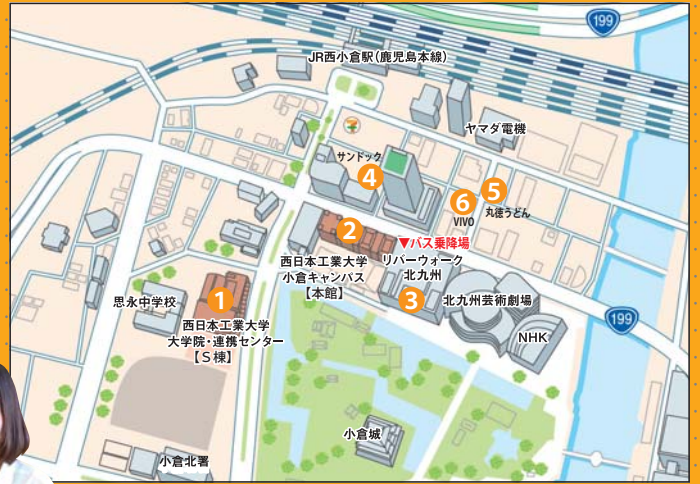 199
JR西小倉駅(鹿児島本線)
ヤマダ電機
サンドック
4
5
丸徳うどん
6
VIVO
2
▼バス乗降場
西日本工業大学
小倉キャンパス
【本館】
リバーウォーク
北九州
3
北九州芸術劇場
NHK
199
思永中学校
1
西日本工業大学
大学院・連携センター
【S棟】
小倉城
小倉北署